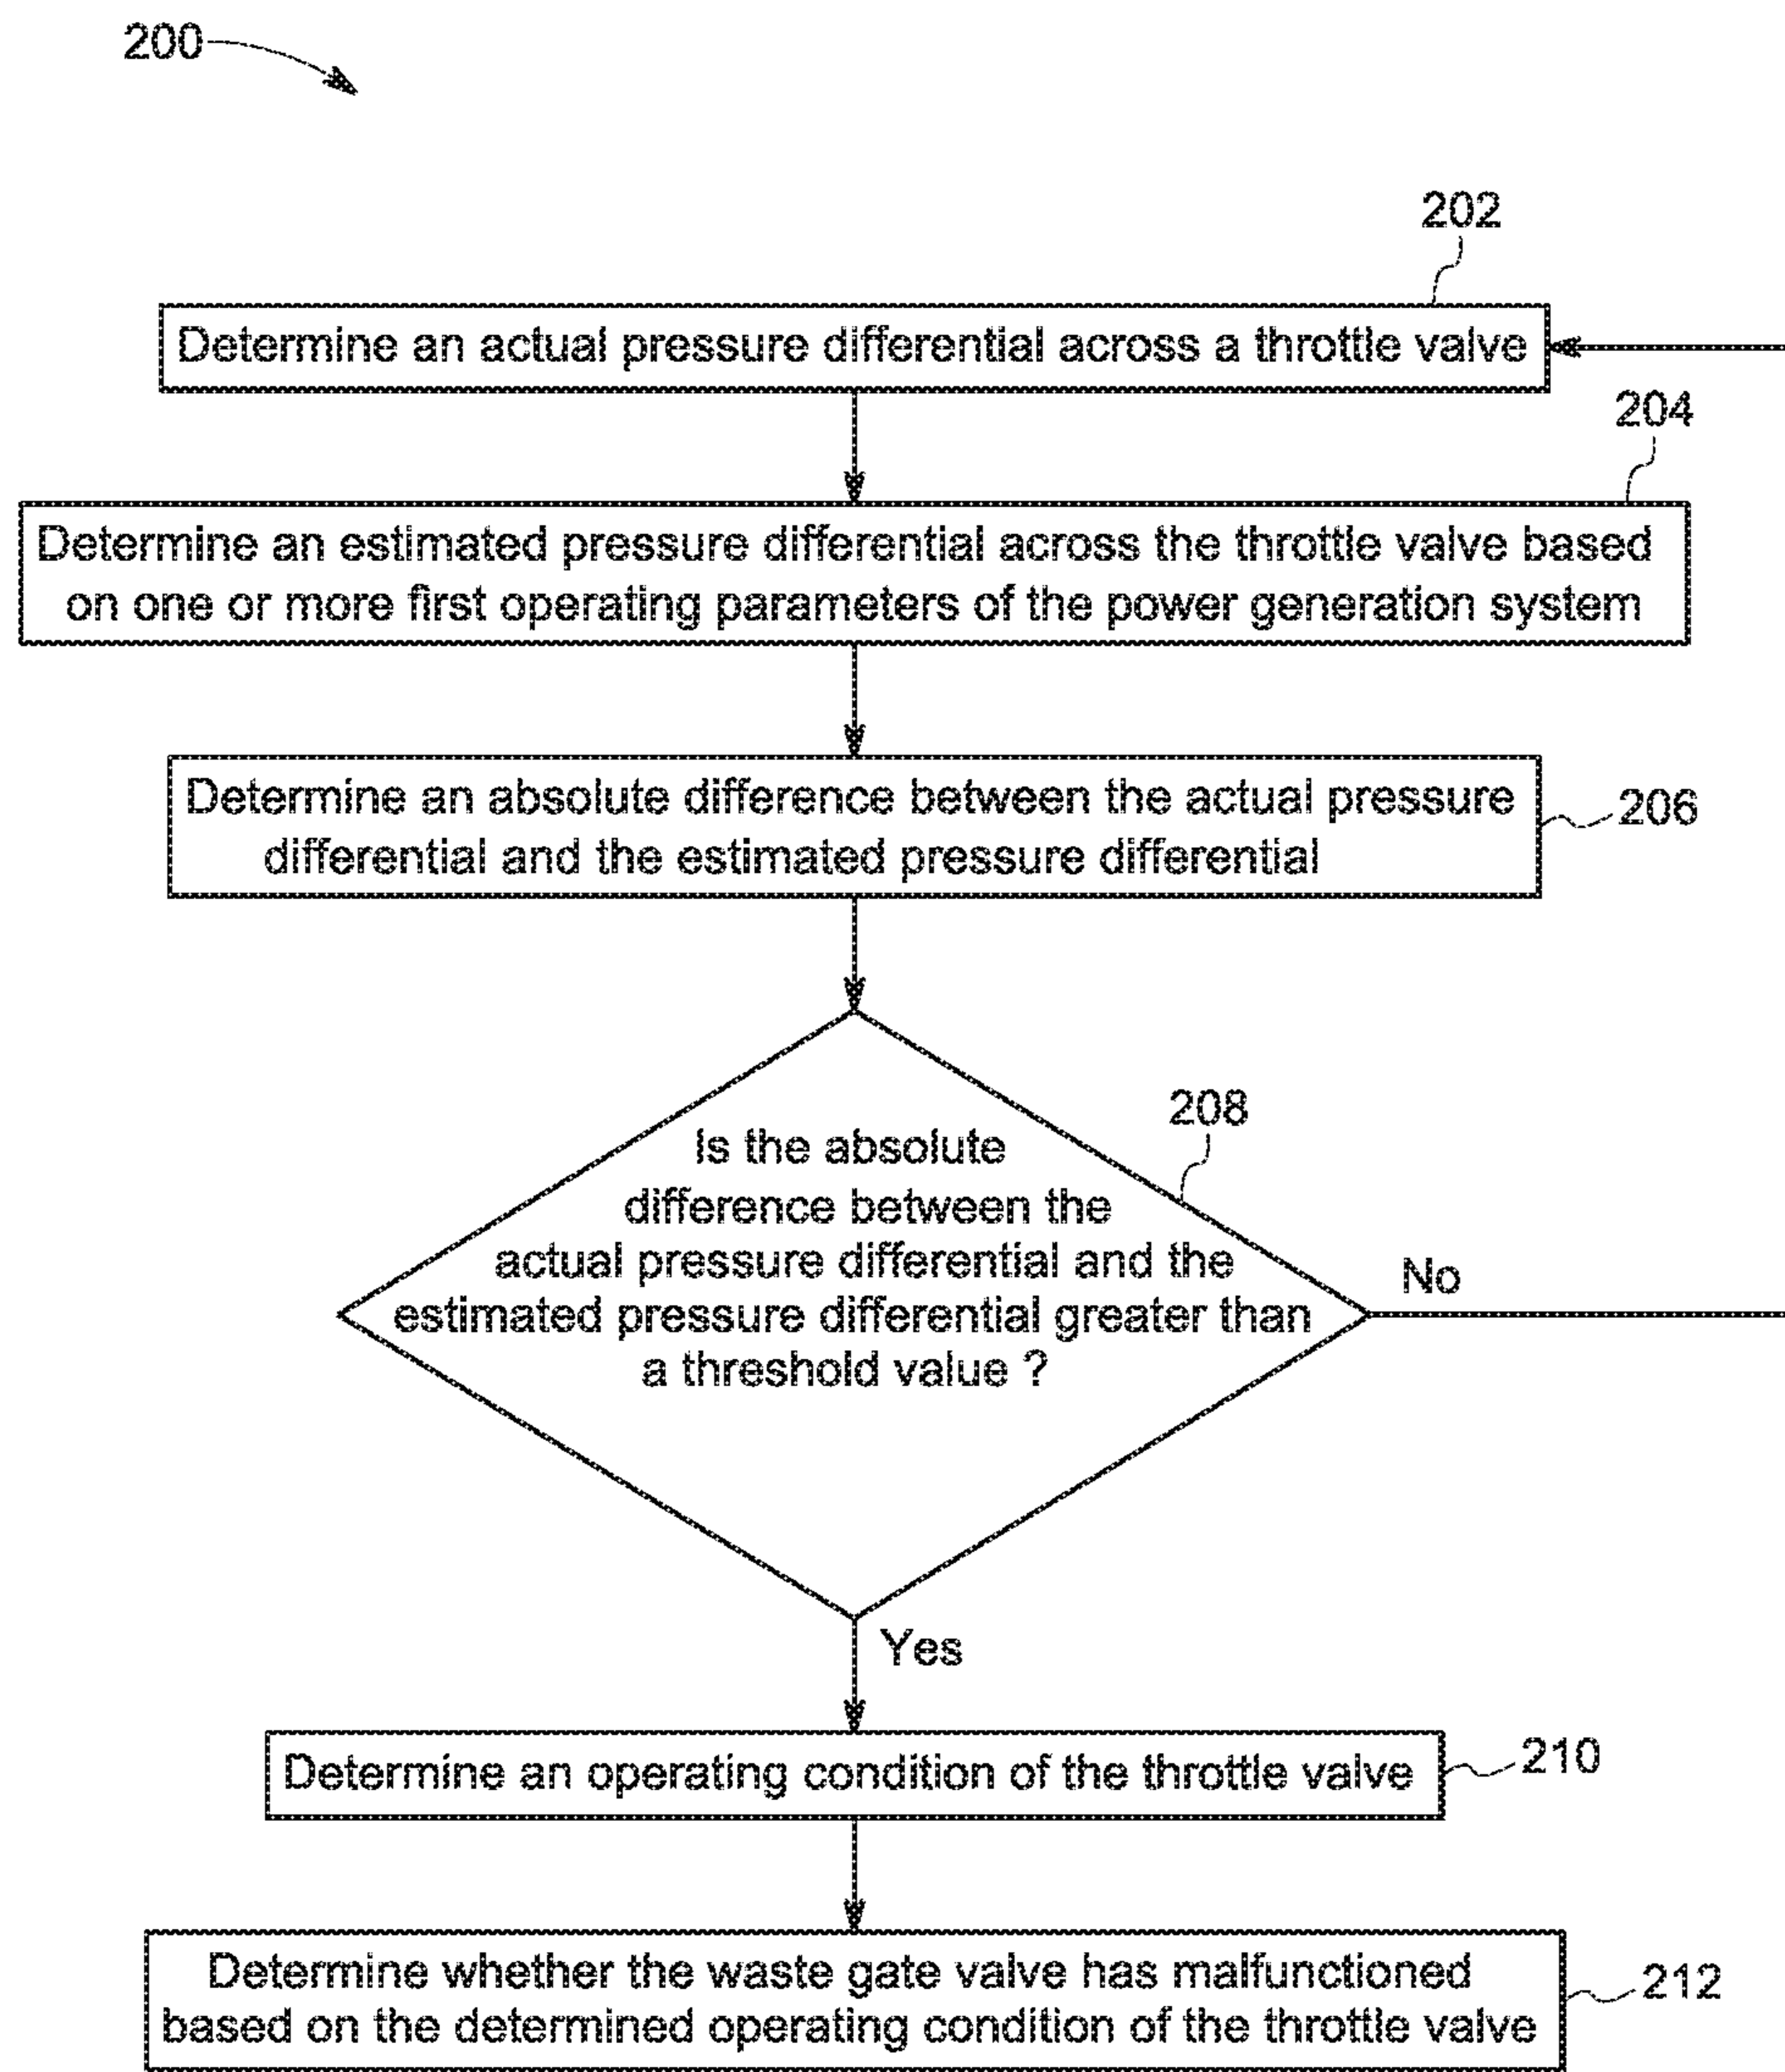 200
202
Determine an actual pressure differential across a throttle valve
204
Determine an estimated pressure differential across the throttle valve based
on one or more first operating parameters of the power generation system
Determine an absolute difference between the actual pressure
differential and the estimated pressure differential
206
208
Is the absolute
difference between the
actual pressure differential and the
estimated pressure differential greater than
a threshold value ?
No
Yes
Determine an operating condition of the throttle valve
210
Determine whether the waste gate valve has malfunctioned
based on the determined operating condition of the throttle valve
212